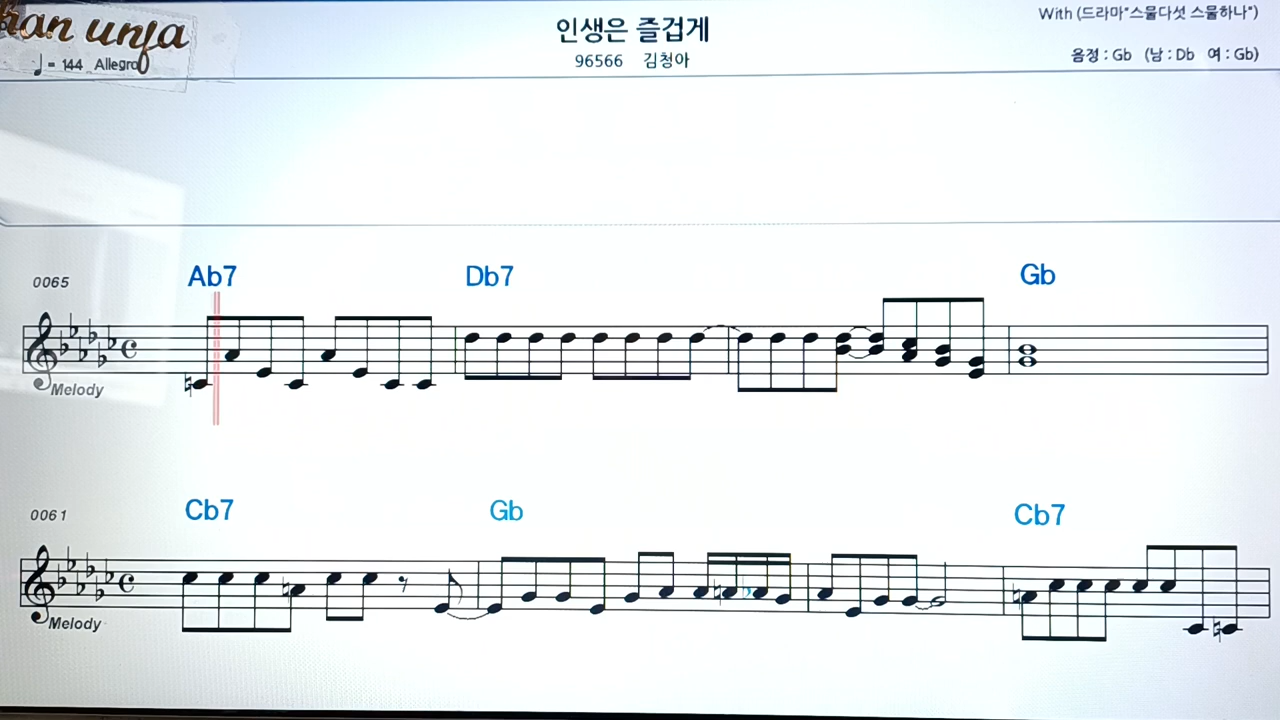 han unfa
♩= 144 Allegro
인생은 즐겁게
96566 김청아
With (드라마"스물다섯 스물하나")
음정 : Gb (남 : Db 여 : Gb)
0065
Ab7 Db7 Gb
Melody
0061
Cb7 Gb Cb7
Melody